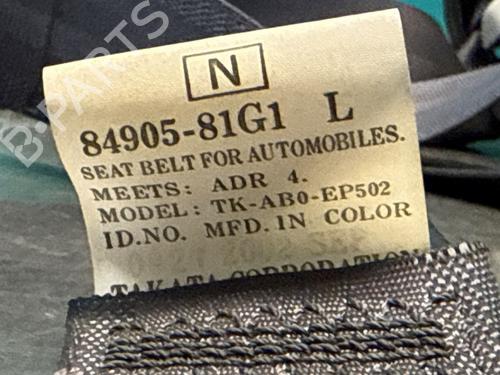 N
84905-81G1 L
SEAT BELT FOR AUTOMOBILES.
MEETS: ADR 4.
MODEL: TK-AB0-EP502
ID.NO. MFD.IN COLOR
TAKATA CORPORATION
B-PARTS